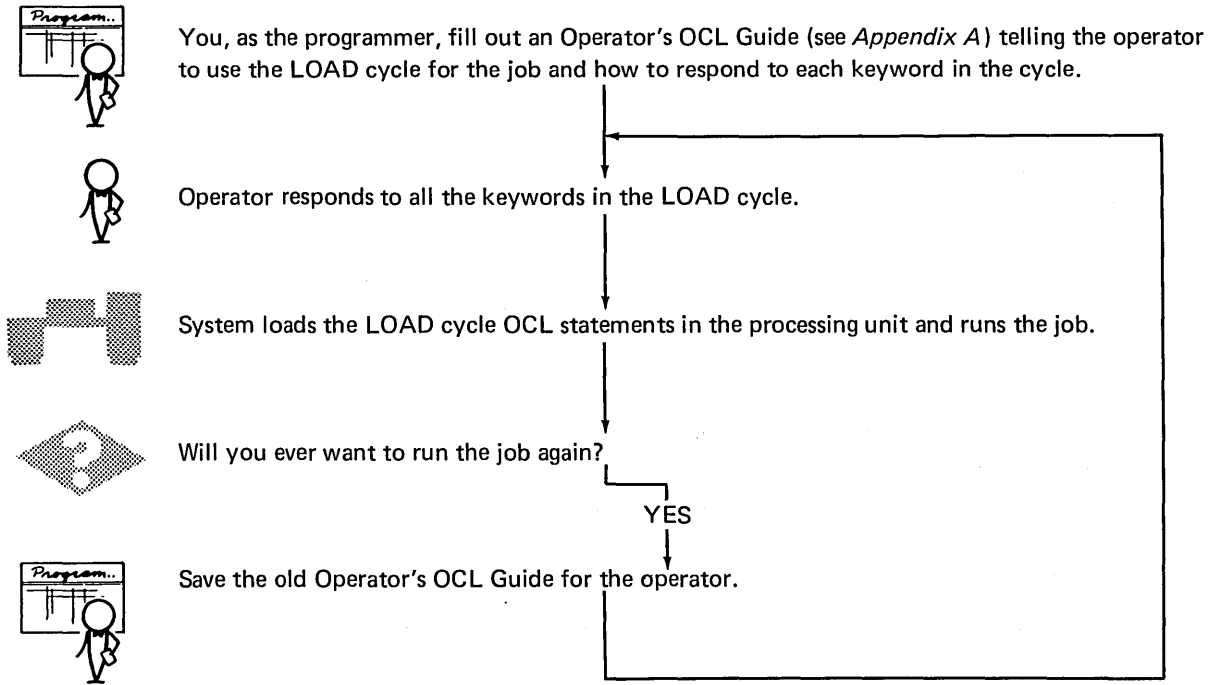 Program..
You, as the programmer, fill out an Operator's OCL Guide (see Appendix A) telling the operator
to use the LOAD cycle for the job and how to respond to each keyword in the cycle.
Operator responds to all the keywords in the LOAD cycle.
System loads the LOAD cycle OCL statements in the processing unit and runs the job.
?
Will you ever want to run the job again?
YES
Program..
Save the old Operator's OCL Guide for the operator.